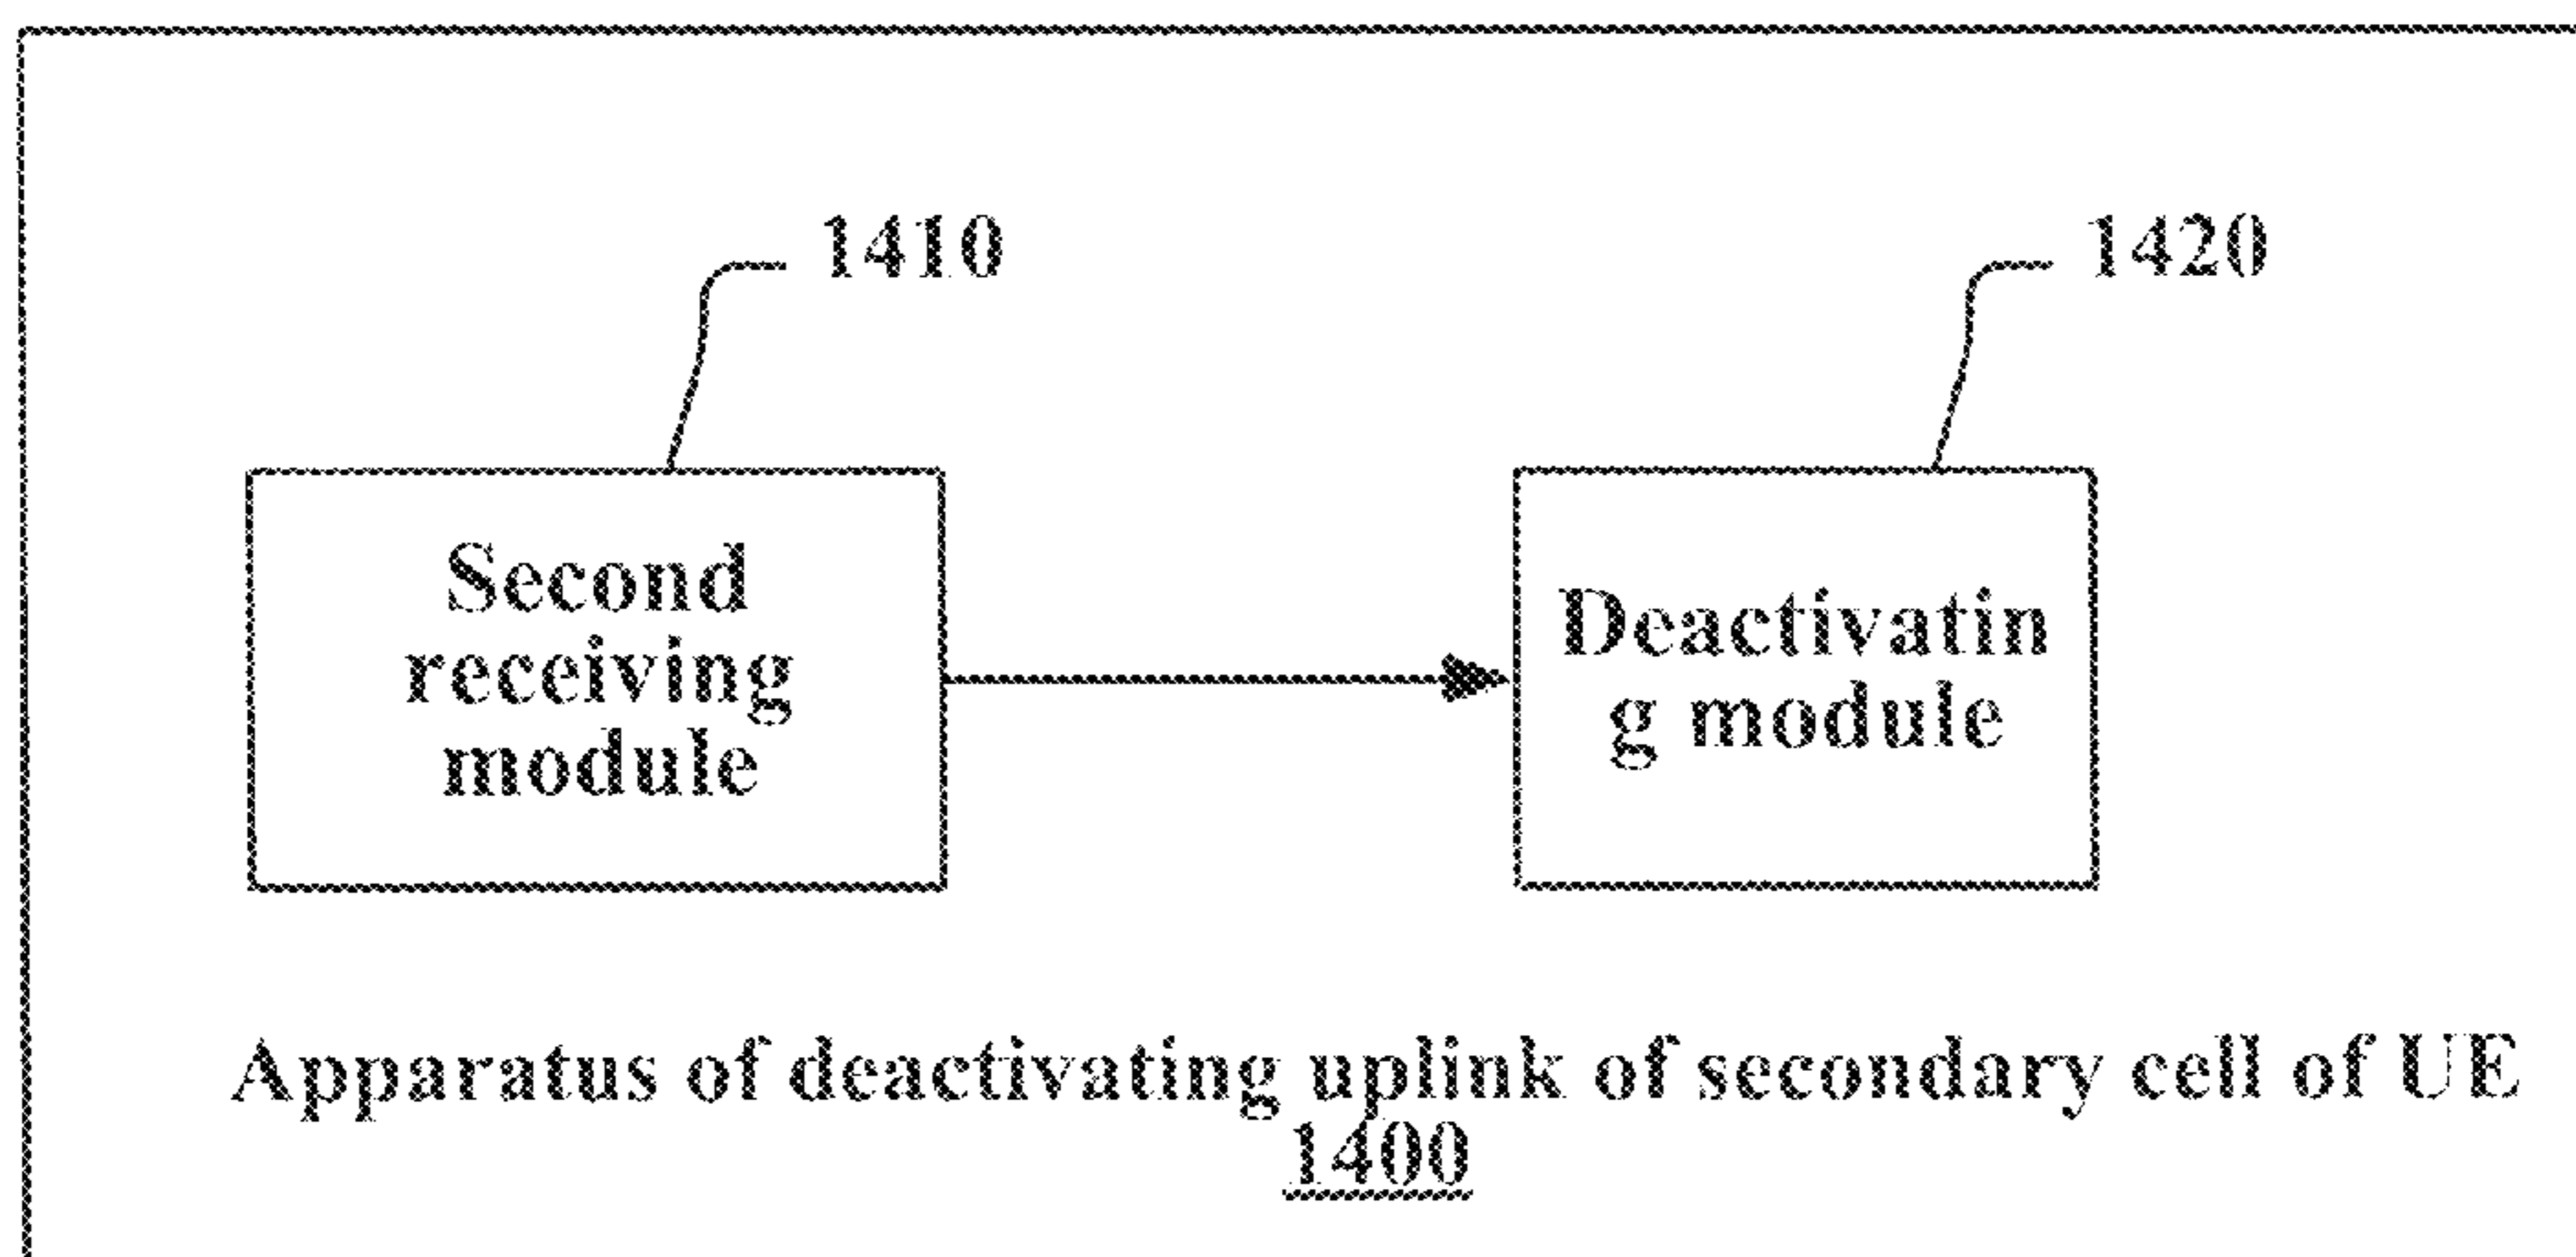 1410
1420
Second
receiving
module
Deactivatin
g module
Apparatus of deactivating uplink of secondary cell of UE
1400